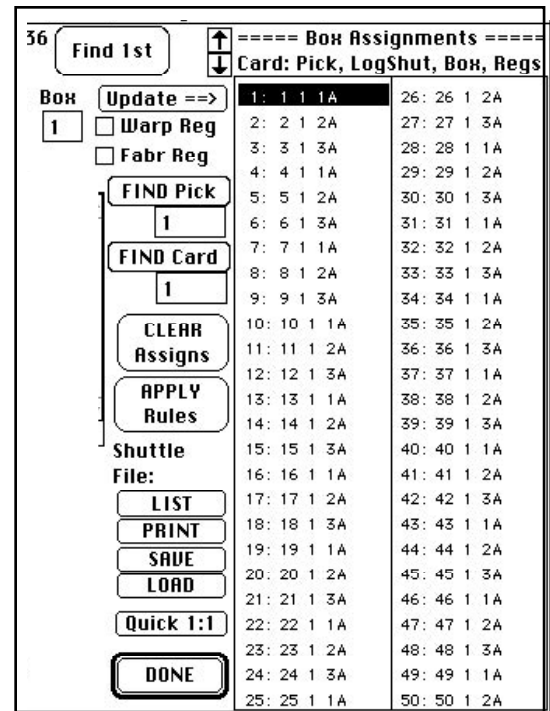 36
Find 1st
===== Box Assignments =====
Card: Pick, LogShut, Box, Regs
Box
1
Update ==>
Warp Reg
Fabr Reg
FIND Pick
1
FIND Card
1
CLEAR
Assigns
APPLY
Rules
Shuttle
File:
LIST
PRINT
SAVE
LOAD
Quick 1:1
DONE
1: 1 1 1A
2: 2 1 2A
3: 3 1 3A
4: 4 1 1A
5: 5 1 2A
6: 6 1 3A
7: 7 1 1A
8: 8 1 2A
9: 9 1 3A
10: 10 1 1A
11: 11 1 2A
12: 12 1 3A
13: 13 1 1A
14: 14 1 2A
15: 15 1 3A
16: 16 1 1A
17: 17 1 2A
18: 18 1 3A
19: 19 1 1A
20: 20 1 2A
21: 21 1 3A
22: 22 1 1A
23: 23 1 2A
24: 24 1 3A
25: 25 1 1A
26: 26 1 2A
27: 27 1 3A
28: 28 1 1A
29: 29 1 2A
30: 30 1 3A
31: 31 1 1A
32: 32 1 2A
33: 33 1 3A
34: 34 1 1A
35: 35 1 2A
36: 36 1 3A
37: 37 1 1A
38: 38 1 2A
39: 39 1 3A
40: 40 1 1A
41: 41 1 2A
42: 42 1 3A
43: 43 1 1A
44: 44 1 2A
45: 45 1 3A
46: 46 1 1A
47: 47 1 2A
48: 48 1 3A
49: 49 1 1A
50: 50 1 2A